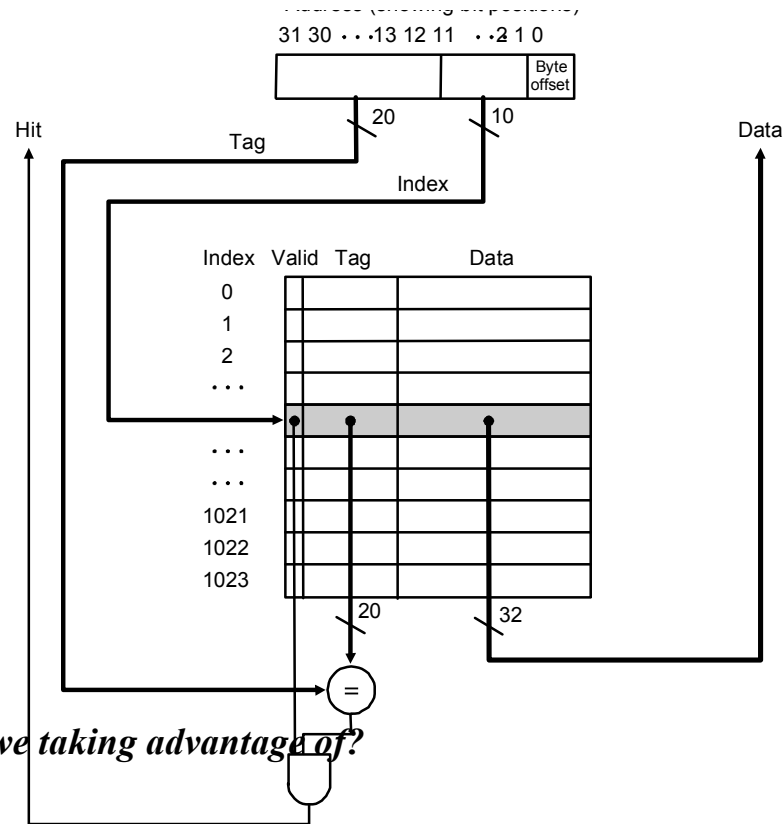 31 30 · · · 13 12 11 · · · 2 1 0
Byte
offset
20
10
Hit
Tag
Data
Index
Index Valid Tag Data
0
1
2
· · ·
· · ·
· · ·
1021
1022
1023
20
32
=
we taking advantage of?